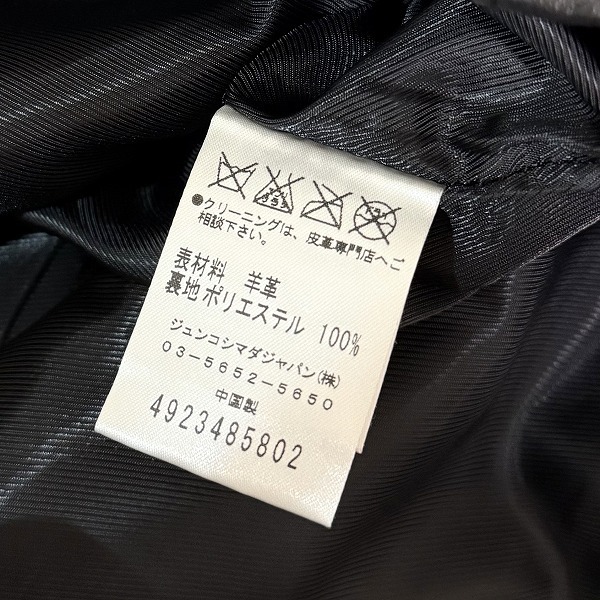 ●クリーニングは、皮革専門店へご
相談下さい。
表材料 羊革
裏地 ポリエステル 100%
ジュンコシマダジャパン(株)
03-5652-5650
中国製
4923485802